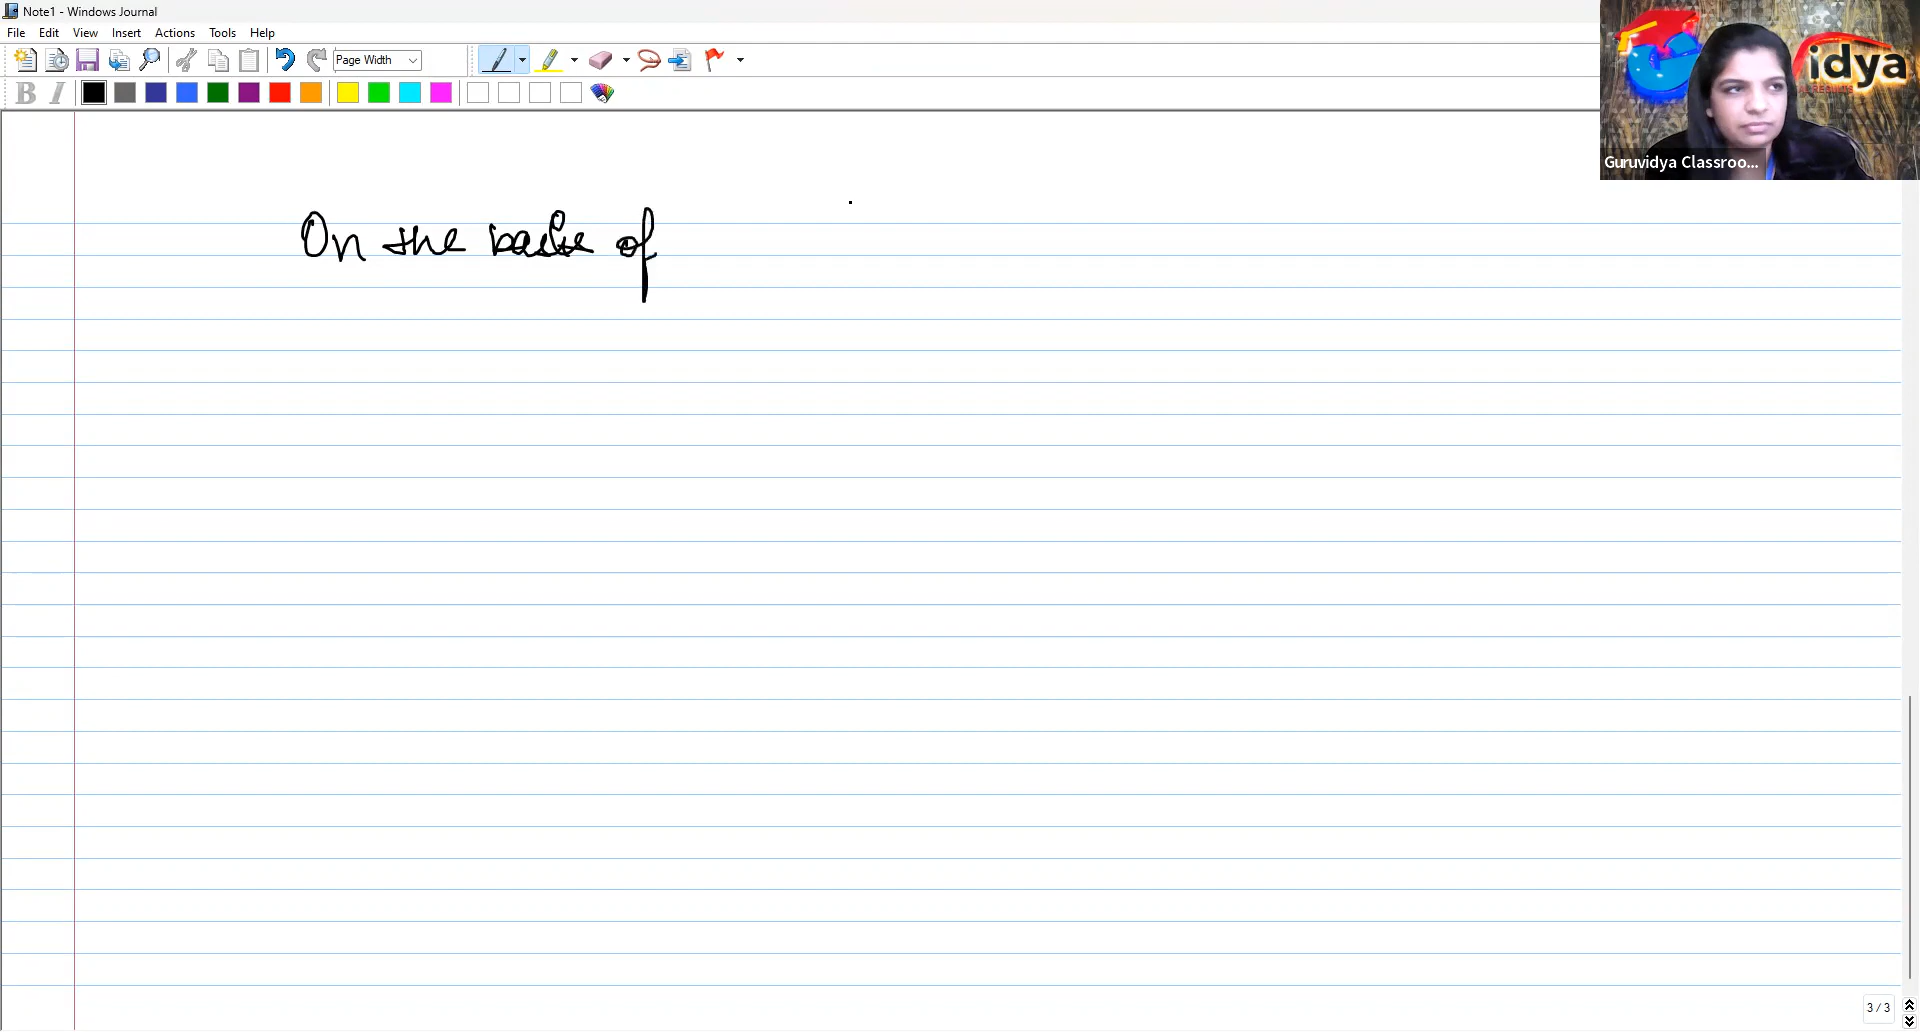 Note1 - Windows Journal
File Edit View Insert Actions Tools Help
Page Width
B I
idya
Guruvidya Classroo...
On the basis of
3 / 3